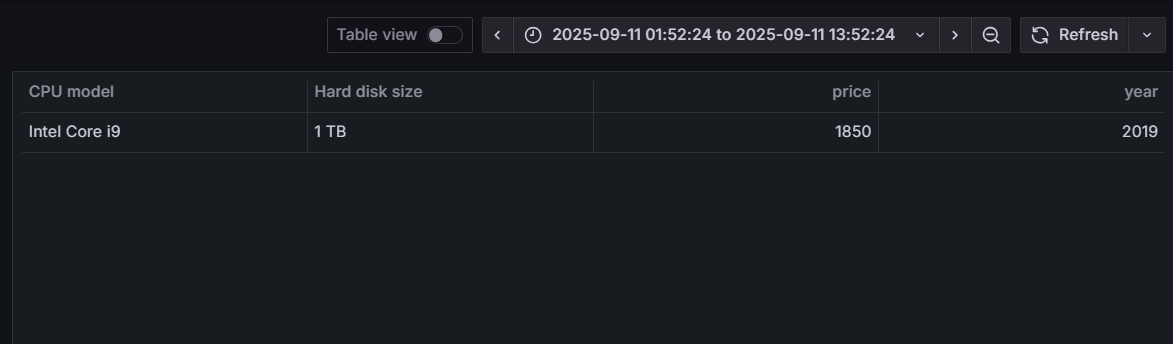 Table view 2025-09-11 01:52:24 to 2025-09-11 13:52:24 Refresh
CPU model Hard disk size price year
Intel Core i9 1 TB 1850 2019